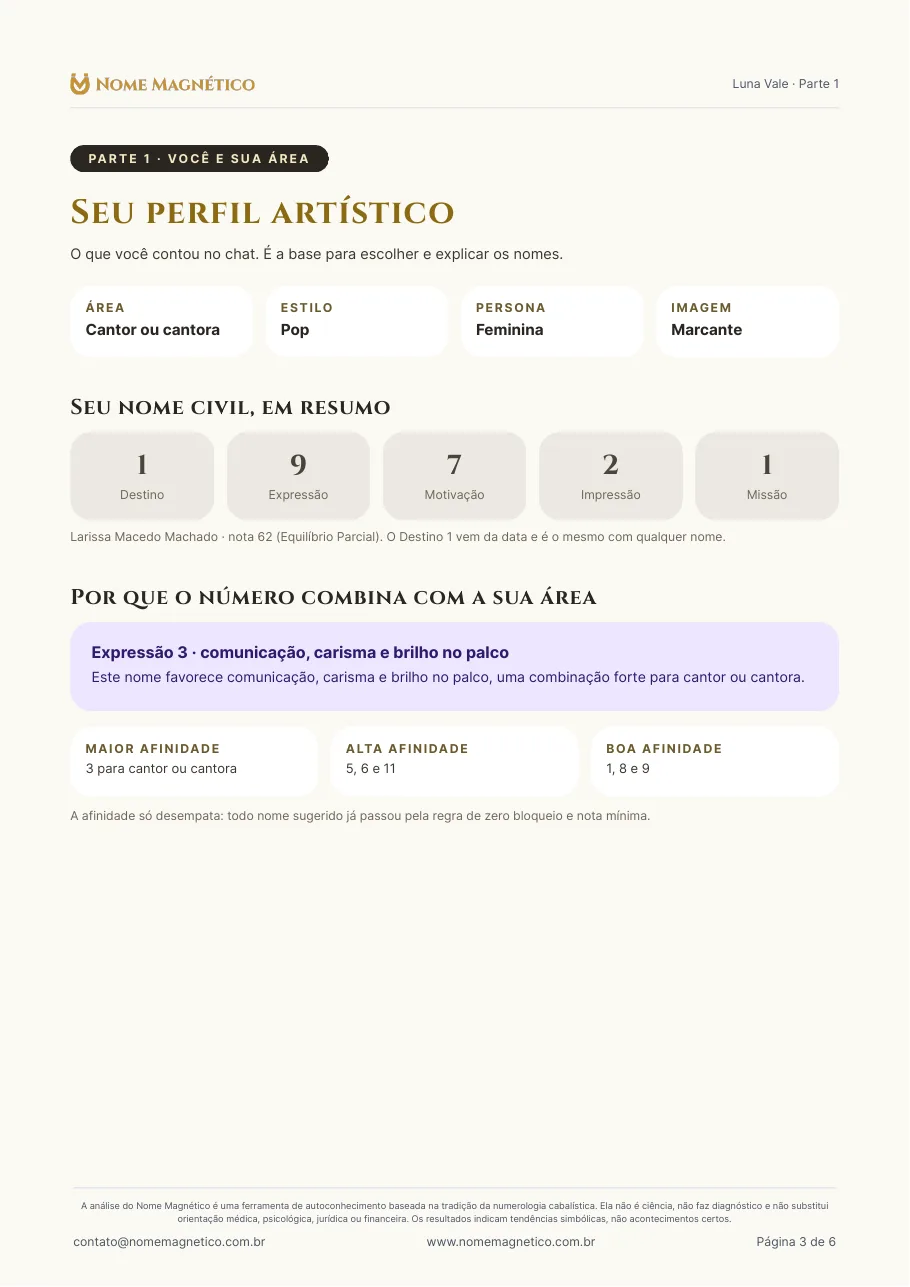 Nome Magnético
Luna Vale · Parte 1
PARTE 1 · VOCÊ E SUA ÁREA
Seu perfil artístico
O que você contou no chat. É a base para escolher e explicar os nomes.
ÁREA
Cantor ou cantora
ESTILO
Pop
PERSONA
Feminina
IMAGEM
Marcante
Seu nome civil, em resumo
1
Destino
9
Expressão
7
Motivação
2
Impressão
1
Missão
Larissa Macedo Machado · nota 62 (Equilíbrio Parcial). O Destino 1 vem da data e é o mesmo com qualquer nome.
Por que o número combina com a sua área
Expressão 3 · comunicação, carisma e brilho no palco
Este nome favorece comunicação, carisma e brilho no palco, uma combinação forte para cantor ou cantora.
MAIOR AFINIDADE
3 para cantor ou cantora
ALTA AFINIDADE
5, 6 e 11
BOA AFINIDADE
1, 8 e 9
A afinidade só desempata: todo nome sugerido já passou pela regra de zero bloqueio e nota mínima.
A análise do Nome Magnético é uma ferramenta de autoconhecimento baseada na tradição da numerologia cabalística. Ela não é ciência, não faz diagnóstico e não substitui
orientação médica, psicológica, jurídica ou financeira. Os resultados indicam tendências simbólicas, não acontecimentos certos.
contato@nomemagnetico.com.br
www.nomemagnetico.com.br
Página 3 de 6